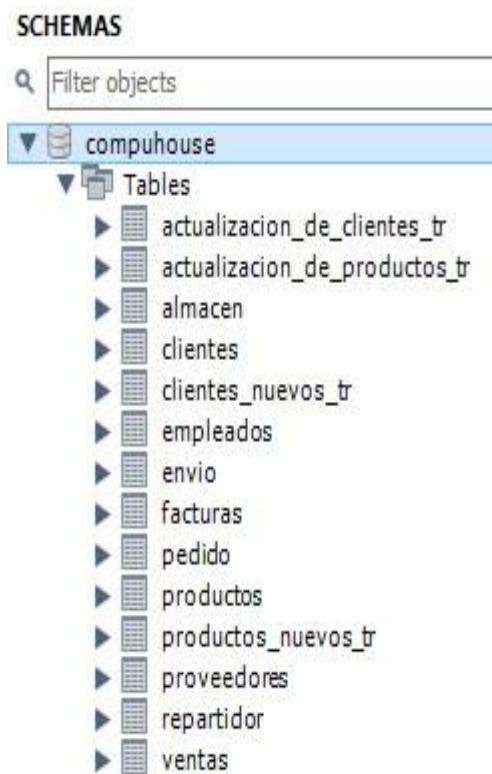 SCHEMAS
Filter objects
compuhouse
Tables
actualizacion_de_clientes_tr
actualizacion_de_productos_tr
almacen
clientes
clientes_nuevos_tr
empleados
envio
facturas
pedido
productos
productos_nuevos_tr
proveedores
repartidor
ventas